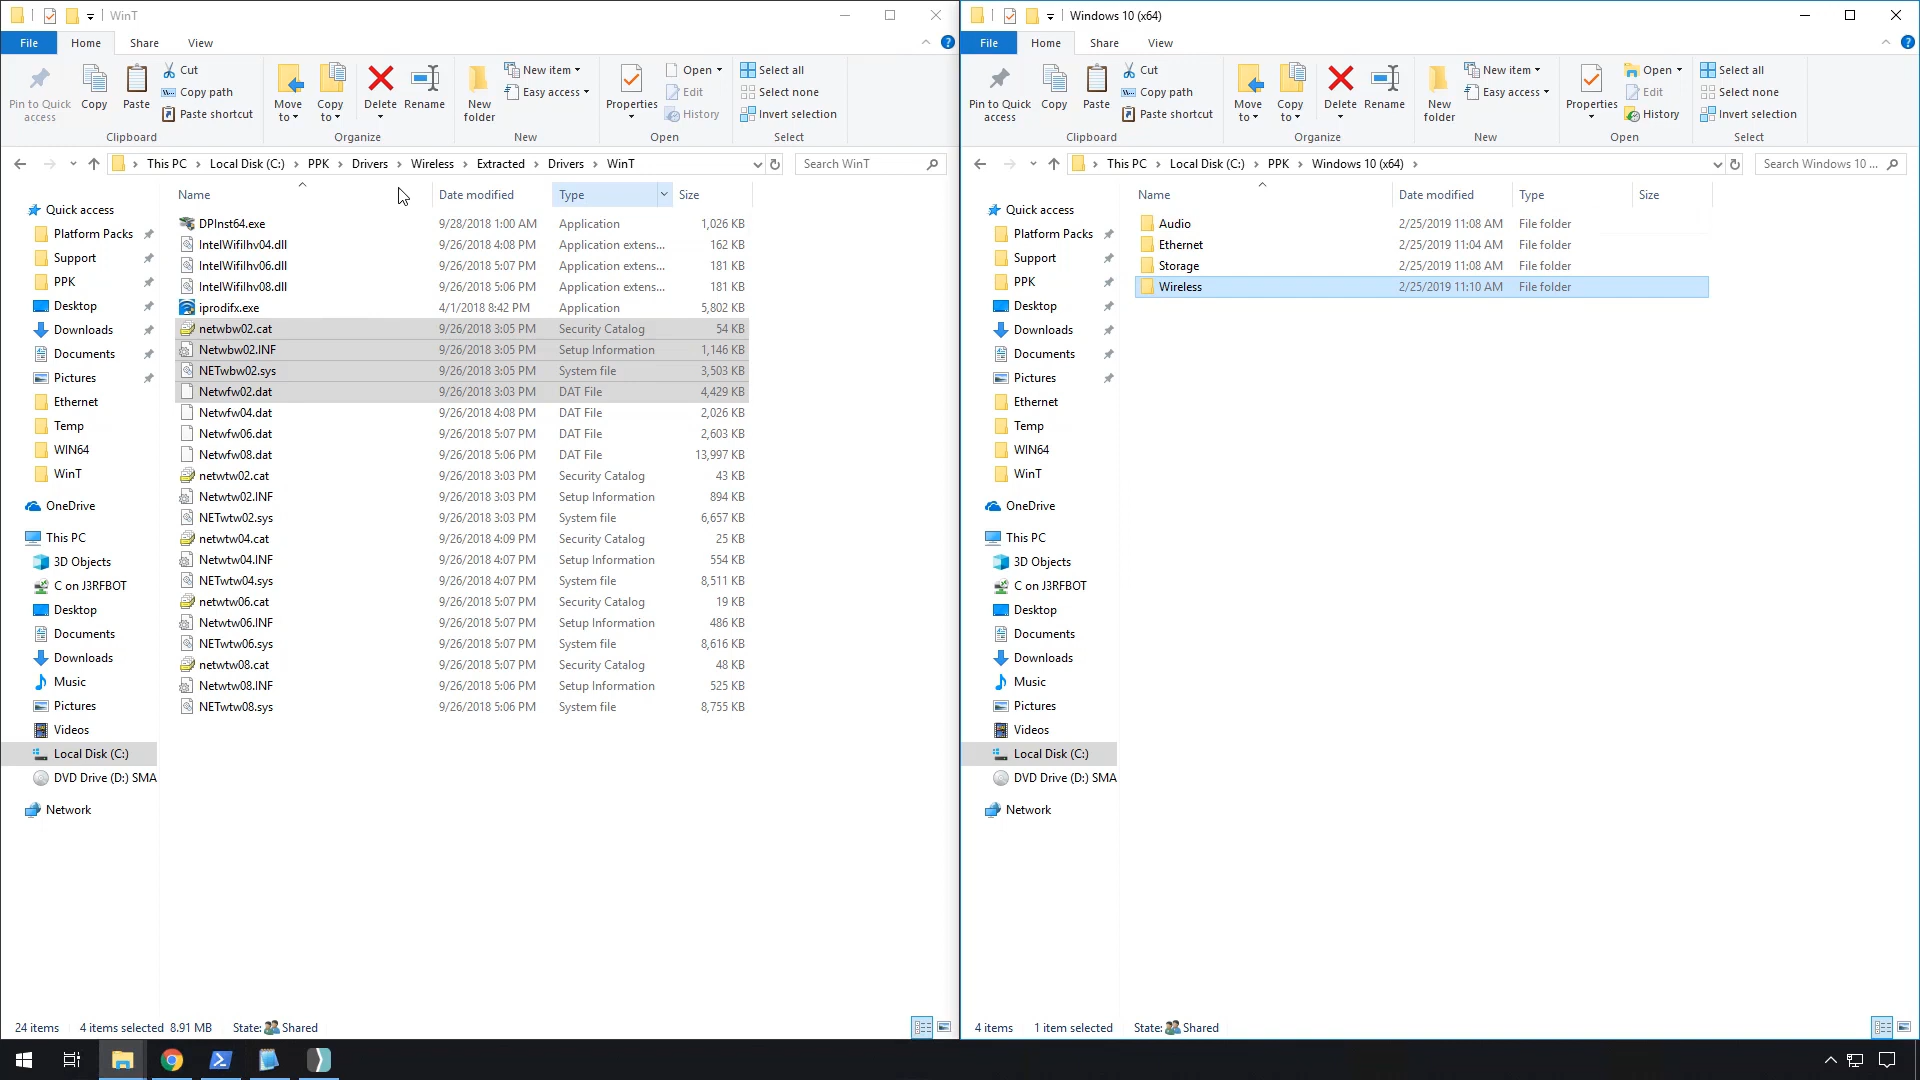 WinT
File Home Share View
Pin to Quick access
Copy
Paste
Cut
Copy path
Paste shortcut
Clipboard
Move to
Copy to
Delete
Rename
Organize
New folder
New item
Easy access
New
Properties
Open
Edit
History
Open
Select all
Select none
Invert selection
Select
This PC > Local Disk (C:) > PPK > Drivers > Wireless > Extracted > Drivers > WinT
Search WinT
Quick access
Platform Packs
Support
PPK
Desktop
Downloads
Documents
Pictures
Ethernet
Temp
WIN64
WinT
OneDrive
This PC
3D Objects
C on J3RFBOT
Desktop
Documents
Downloads
Music
Pictures
Videos
Local Disk (C:)
DVD Drive (D:) SMA
Network
Name Date modified Type Size
DPInst64.exe 9/28/2018 1:00 AM Application 1,026 KB
IntelWifiIhv04.dll 9/26/2018 4:08 PM Application extens... 162 KB
IntelWifiIhv06.dll 9/26/2018 5:07 PM Application extens... 181 KB
IntelWifiIhv08.dll 9/26/2018 5:06 PM Application extens... 181 KB
iprodifx.exe 4/1/2018 8:42 PM Application 5,802 KB
netwbw02.cat 9/26/2018 3:05 PM Security Catalog 54 KB
Netwbw02.INF 9/26/2018 3:05 PM Setup Information 1,146 KB
NETwbw02.sys 9/26/2018 3:05 PM System file 3,503 KB
Netwfw02.dat 9/26/2018 3:03 PM DAT File 4,429 KB
Netwfw04.dat 9/26/2018 4:08 PM DAT File 2,026 KB
Netwfw06.dat 9/26/2018 5:07 PM DAT File 2,603 KB
Netwfw08.dat 9/26/2018 5:06 PM DAT File 13,997 KB
netwtw02.cat 9/26/2018 3:03 PM Security Catalog 43 KB
Netwtw02.INF 9/26/2018 3:03 PM Setup Information 894 KB
NETwtw02.sys 9/26/2018 3:03 PM System file 6,657 KB
netwtw04.cat 9/26/2018 4:09 PM Security Catalog 25 KB
Netwtw04.INF 9/26/2018 4:07 PM Setup Information 554 KB
NETwtw04.sys 9/26/2018 4:07 PM System file 8,511 KB
netwtw06.cat 9/26/2018 5:07 PM Security Catalog 19 KB
Netwtw06.INF 9/26/2018 5:07 PM Setup Information 486 KB
NETwtw06.sys 9/26/2018 5:07 PM System file 8,616 KB
netwtw08.cat 9/26/2018 5:07 PM Security Catalog 48 KB
Netwtw08.INF 9/26/2018 5:06 PM Setup Information 525 KB
NETwtw08.sys 9/26/2018 5:06 PM System file 8,755 KB
24 items 4 items selected 8.91 MB State: Shared
Windows 10 (x64)
File Home Share View
Pin to Quick access
Copy
Paste
Cut
Copy path
Paste shortcut
Clipboard
Move to
Copy to
Delete
Rename
Organize
New folder
New item
Easy access
New
Properties
Open
Edit
History
Open
Select all
Select none
Invert selection
Select
This PC > Local Disk (C:) > PPK > Windows 10 (x64) >
Search Windows 10 ...
Quick access
Platform Packs
Support
PPK
Desktop
Downloads
Documents
Pictures
Ethernet
Temp
WIN64
WinT
OneDrive
This PC
3D Objects
C on J3RFBOT
Desktop
Documents
Downloads
Music
Pictures
Videos
Local Disk (C:)
DVD Drive (D:) SMA
Network
Name Date modified Type Size
Audio 2/25/2019 11:08 AM File folder
Ethernet 2/25/2019 11:04 AM File folder
Storage 2/25/2019 11:08 AM File folder
Wireless 2/25/2019 11:10 AM File folder
4 items 1 item selected State: Shared